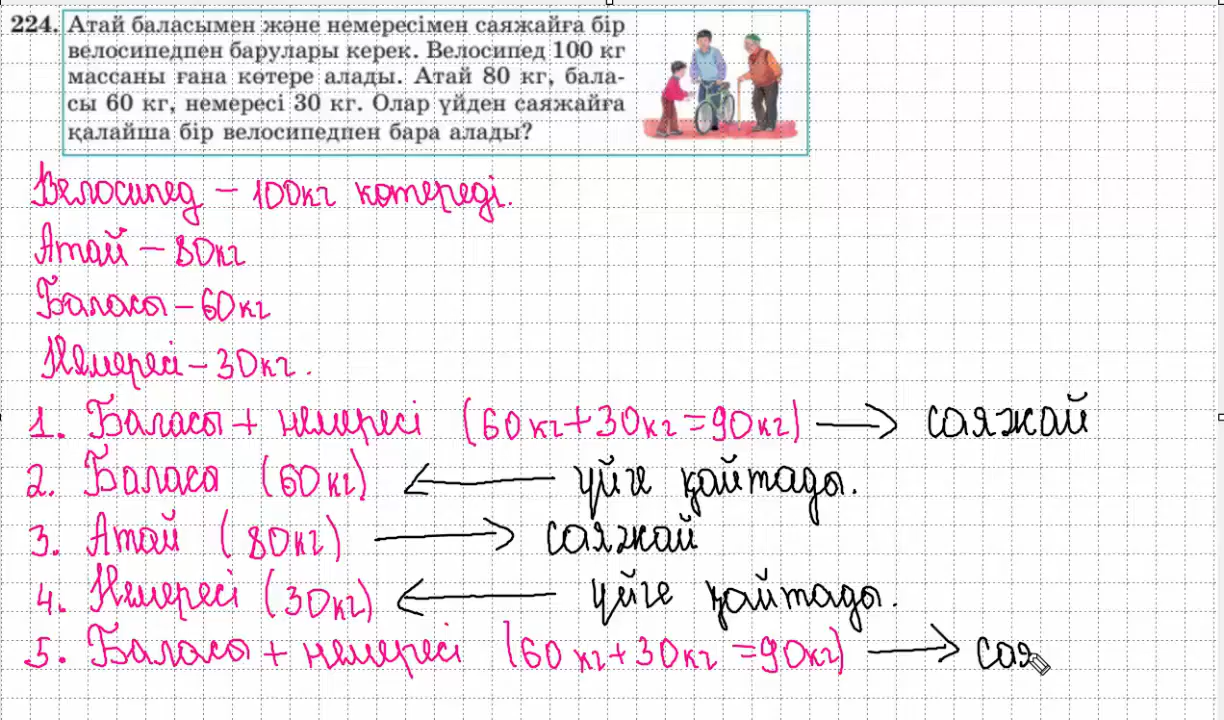 224. Атай баласымен және немересімен саяжайға бір
велосипедпен барулары керек. Велосипед 100 кг
массаны ғана көтере алады. Атай 80 кг, бала-
сы 60 кг, немересі 30 кг. Олар үйден саяжайға
қалайша бір велосипедпен бара алады?
Велосипед – 100кг көтереді.
Атай – 80кг
Баласы – 60кг
Немересі – 30кг.
1. Баласы + немересі (60кг+30кг=90кг) → саяжай
2. Баласы (60кг) ← үйге қайтады.
3. Атай (80кг) → саяжай
4. Немересі (30кг) ← үйге қайтады.
5. Баласы + немересі (60 кг+30кг =90кг) → сая